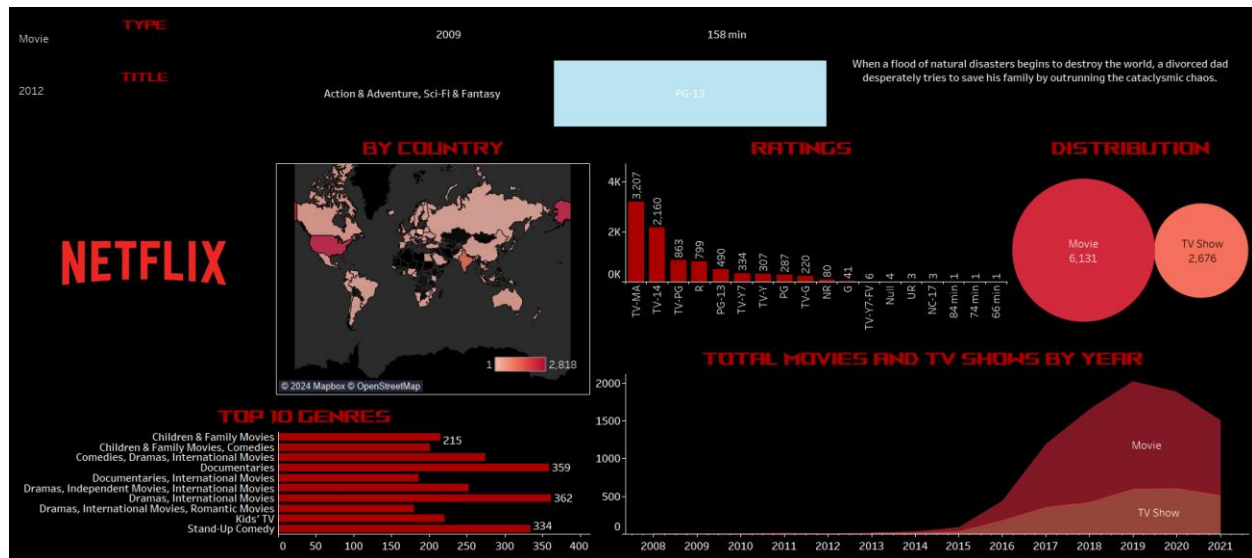 TYPE
Movie
2009
158 min
TITLE
2012
Action & Adventure, Sci-Fi & Fantasy
PG-13
When a flood of natural disasters begins to destroy the world, a divorced dad
desperately tries to save his family by outrunning the cataclysmic chaos.
NETFLIX
BY COUNTRY
1
2,818
© 2024 Mapbox © OpenStreetMap
RATINGS
4K
2K
0K
3,207
2,160
863
799
490
334
307
287
220
80
41
6
4
3
3
1
1
1
TV-MA
TV-14
TV-PG
R
PG-13
TV-Y7
TV-Y
PG
TV-G
NR
G
TV-Y7-FV
Null
UR
NC-17
84 min
74 min
66 min
DISTRIBUTION
Movie
6,131
TV Show
2,676
TOP 10 GENRES
Children & Family Movies
215
Children & Family Movies, Comedies
Comedies, Dramas, International Movies
Documentaries
359
Documentaries, International Movies
Dramas, Independent Movies, International Movies
Dramas, International Movies
362
Dramas, International Movies, Romantic Movies
Kids' TV
Stand-Up Comedy
334
0 50 100 150 200 250 300 350 400
TOTAL MOVIES AND TV SHOWS BY YEAR
2000
1500
1000
500
0
Movie
TV Show
2008 2009 2010 2011 2012 2013 2014 2015 2016 2017 2018 2019 2020 2021